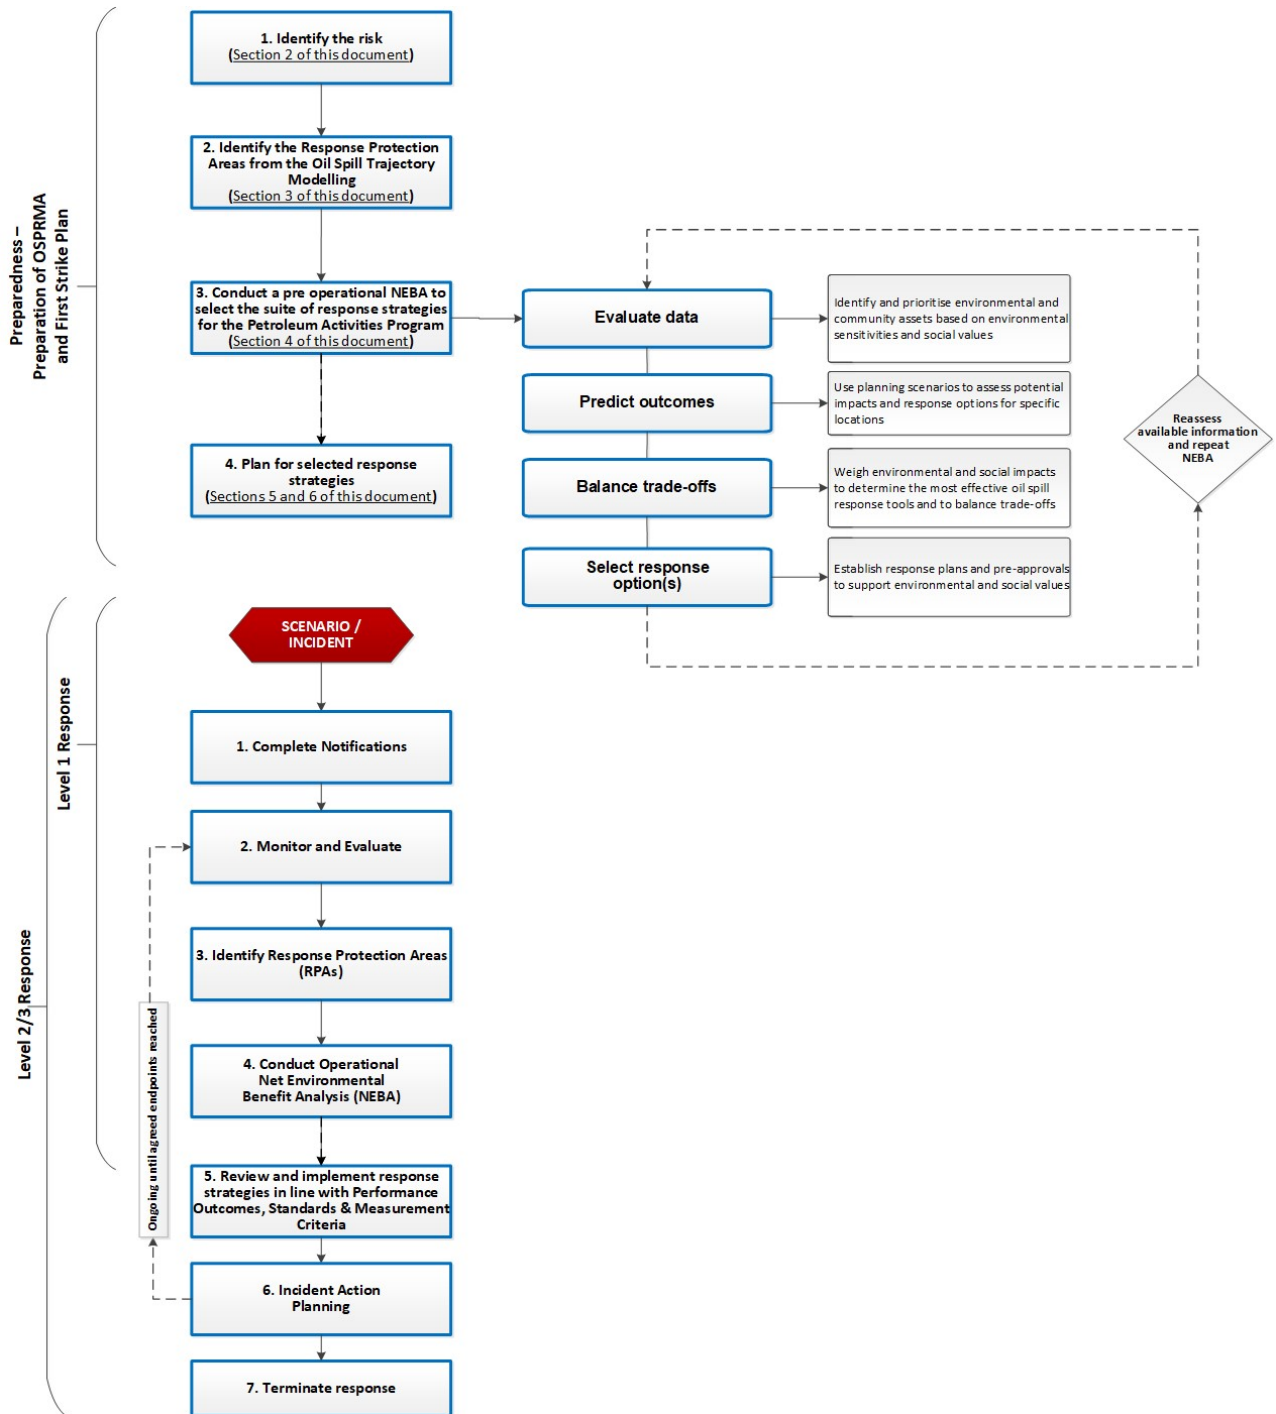 Preparedness –
Preparation of OSPRMA
and First Strike Plan
1. Identify the risk
(Section 2 of this document)
2. Identify the Response Protection
Areas from the Oil Spill Trajectory
Modelling
(Section 3 of this document)
3. Conduct a pre operational NEBA to
select the suite of response strategies
for the Petroleum Activities Program
(Section 4 of this document)
4. Plan for selected response
strategies
(Sections 5 and 6 of this document)
Evaluate data
Identify and prioritise environmental and
community assets based on environmental
sensitivities and social values
Predict outcomes
Use planning scenarios to assess potential
impacts and response options for specific
locations
Balance trade-offs
Weigh environmental and social impacts
to determine the most effective oil spill
response tools and to balance trade-offs
Select response
option(s)
Establish response plans and pre-approvals
to support environmental and social values
Reassess
available information
and repeat
NEBA
Level 2/3 Response
Level 1 Response
SCENARIO /
INCIDENT
1. Complete Notifications
2. Monitor and Evaluate
3. Identify Response Protection Areas
(RPAs)
4. Conduct Operational
Net Environmental
Benefit Analysis (NEBA)
5. Review and implement response
strategies in line with Performance
Outcomes, Standards & Measurement
Criteria
Ongoing until agreed endpoints reached
6. Incident Action
Planning
7. Terminate response